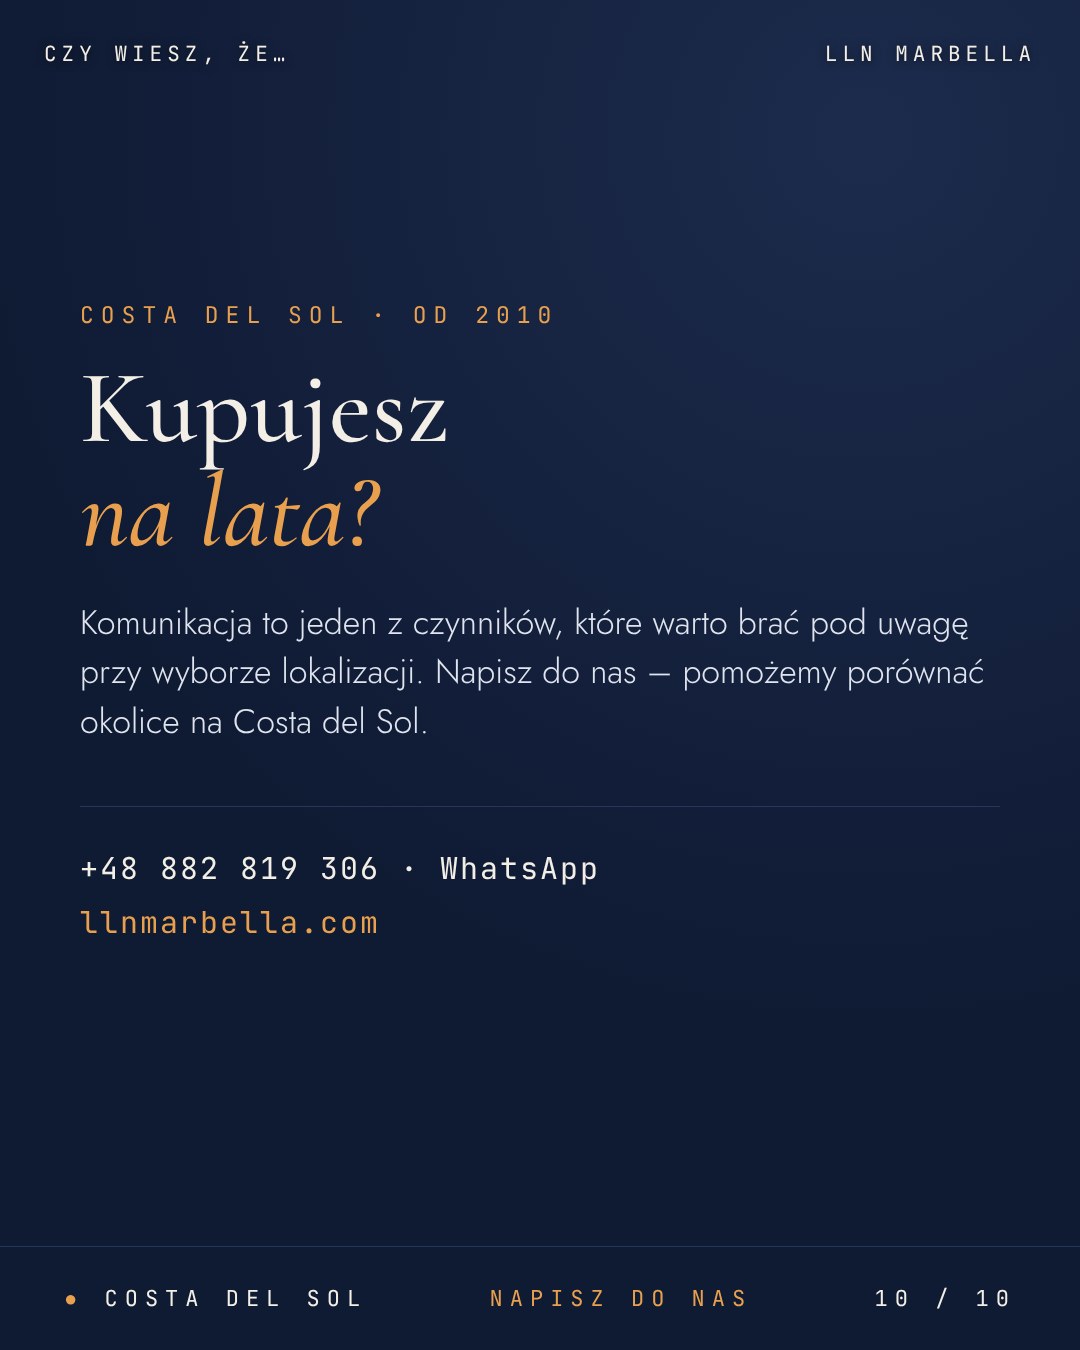 CZY WIESZ, ŻE…
LLN MARBELLA
COSTA DEL SOL · OD 2010
Kupujesz
na lata?
Komunikacja to jeden z czynników, które warto brać pod uwagę
przy wyborze lokalizacji. Napisz do nas – pomożemy porównać
okolice na Costa del Sol.
+48 882 819 306 · WhatsApp
llnmarbella.com
● COSTA DEL SOL
NAPISZ DO NAS
10 / 10